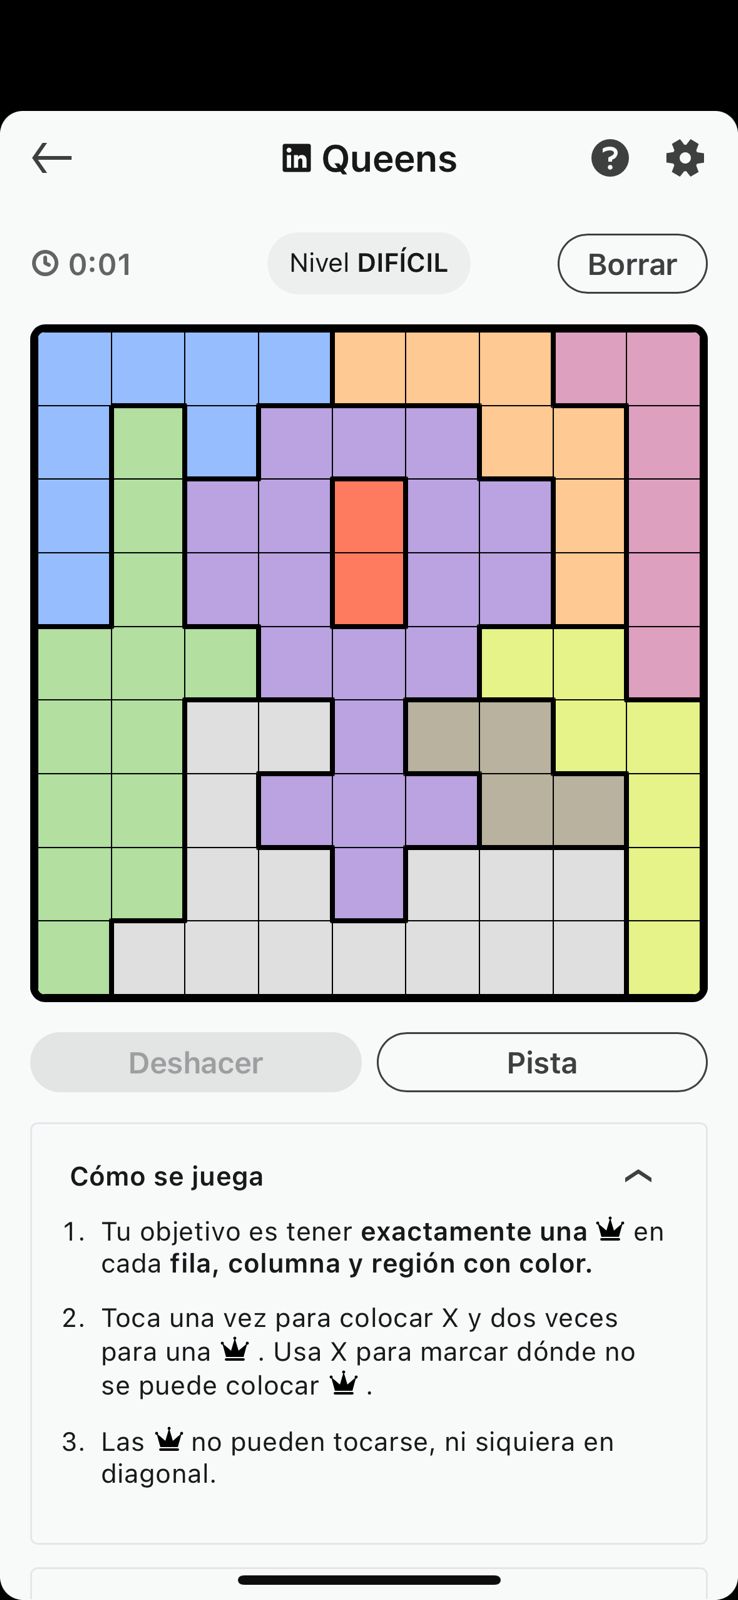 in Queens
0:01
Nivel DIFÍCIL
Borrar
Deshacer
Pista
Cómo se juega
1. Tu objetivo es tener exactamente una en
cada fila, columna y región con color.
2. Toca una vez para colocar X y dos veces
para una . Usa X para marcar dónde no
se puede colocar .
3. Las no pueden tocarse, ni siquiera en
diagonal.